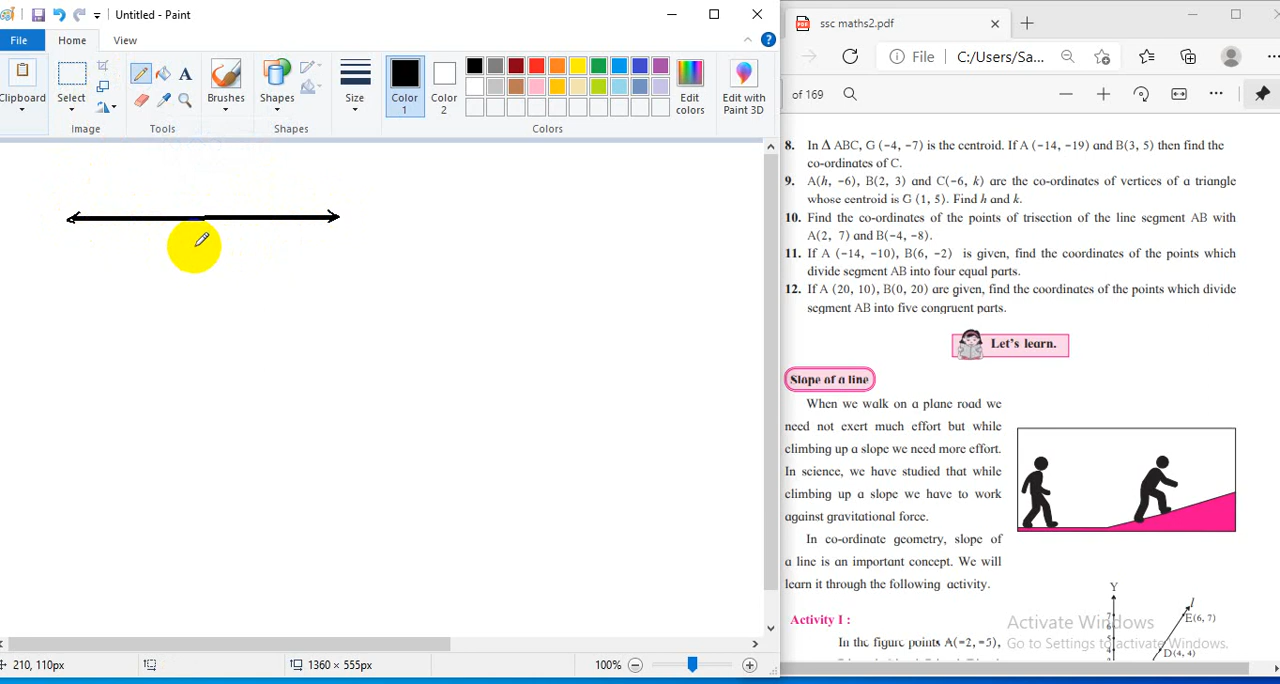 Untitled - Paint
File
Home
View
Clipboard
Select
Image
Tools
Brushes
Shapes
Shapes
Size
Color 1
Color 2
Edit colors
Edit with Paint 3D
Colors
210, 110px
1360 × 555px
100%
ssc maths2.pdf
File
C:/Users/Sa...
of 169
8. In Δ ABC, G (-4, -7) is the centroid. If A (-14, -19) and B(3, 5) then find the
co-ordinates of C.
9. A(h, -6), B(2, 3) and C(-6, k) are the co-ordinates of vertices of a triangle
whose centroid is G (1, 5). Find h and k.
10. Find the co-ordinates of the points of trisection of the line segment AB with
A(2, 7) and B(-4, -8).
11. If A (-14, -10), B(6, -2) is given, find the coordinates of the points which
divide segment AB into four equal parts.
12. If A (20, 10), B(0, 20) are given, find the coordinates of the points which divide
segment AB into five congruent parts.
Let's learn.
Slope of a line
When we walk on a plane road we
need not exert much effort but while
climbing up a slope we need more effort.
In science, we have studied that while
climbing up a slope we have to work
against gravitational force.
In co-ordinate geometry, slope of
a line is an important concept. We will
learn it through the following activity.
Activity I :
In the figure points A(-2, -5),
Y
l
E(6, 7)
D(4, 4)
Activate Windows
Go to Settings to activate Windows.